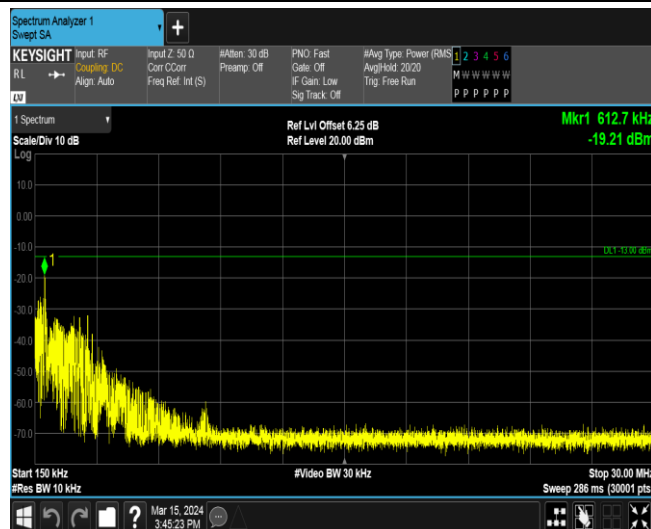 Spectrum Analyzer 1
Swept SA
+
KEYSIGHT
RL
LXI
Input: RF
Coupling: DC
Align: Auto
Input Z: 50 Ω
Corr CCorr
Freq Ref: Int (S)
#Atten: 30 dB
Preamp: Off
PNO: Fast
Gate: Off
IF Gain: Low
Sig Track: Off
#Avg Type: Power (RMS
Avg|Hold: 20/20
Trig: Free Run
1 2 3 4 5 6
M W W W W W
P P P P P P
1 Spectrum
Scale/Div 10 dB
Log
Ref Lvl Offset 6.25 dB
Ref Level 20.00 dBm
Mkr1 612.7 kHz
-19.21 dBm
10.0
0.00
-10.0
DL1 -13.00 dBm
1
-20.0
-30.0
-40.0
-50.0
-60.0
-70.0
Start 150 kHz
#Res BW 10 kHz
#Video BW 30 kHz
Stop 30.00 MHz
Sweep 286 ms (30001 pts
?
Mar 15, 2024
3:45:23 PM